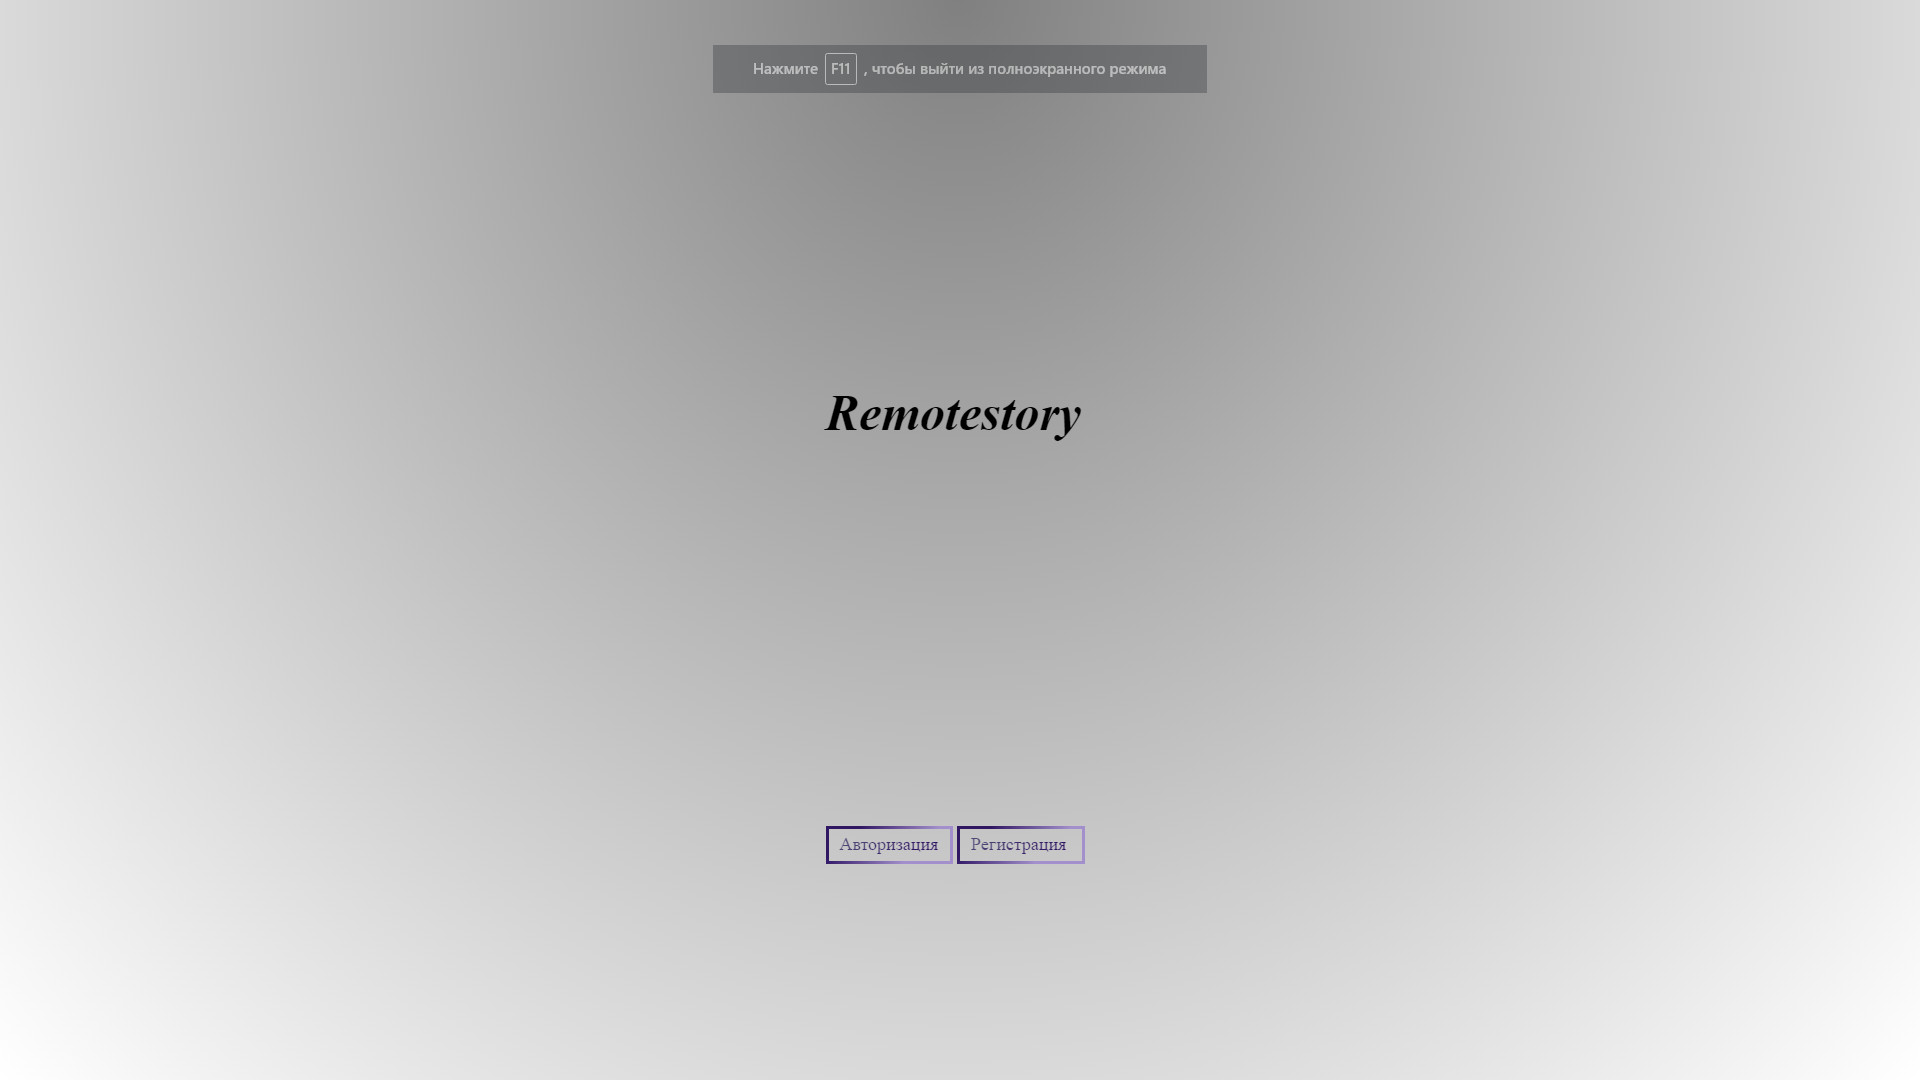 Нажмите F11 , чтобы выйти из полноэкранного режима
Remotestory
Авторизация Регистрация